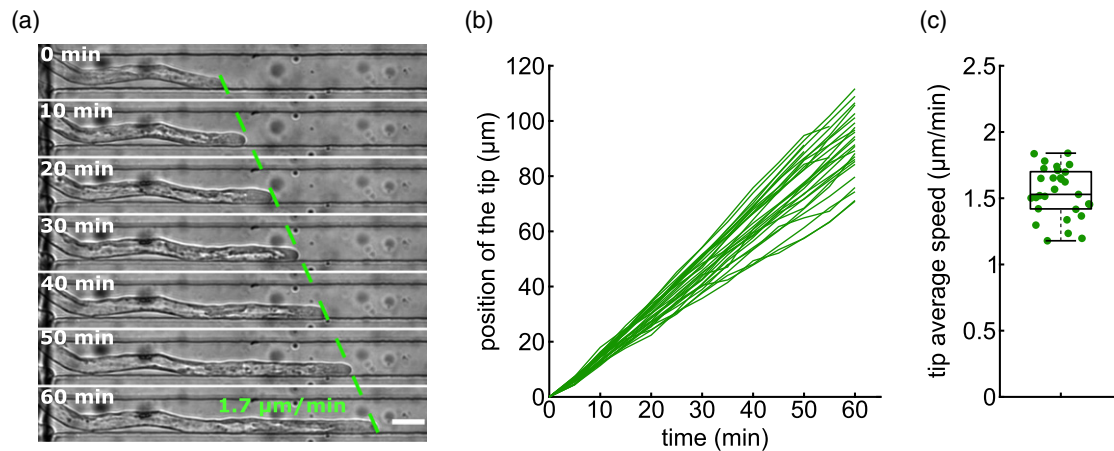 (a)
0 min
10 min
20 min
30 min
40 min
50 min
60 min
1.7 μm/min
(b)
position of the tip (μm)
120
100
80
60
40
20
0
0 10 20 30 40 50 60
time (min)
(c)
tip average speed (μm/min)
2.5
2
1.5
1
0.5
0